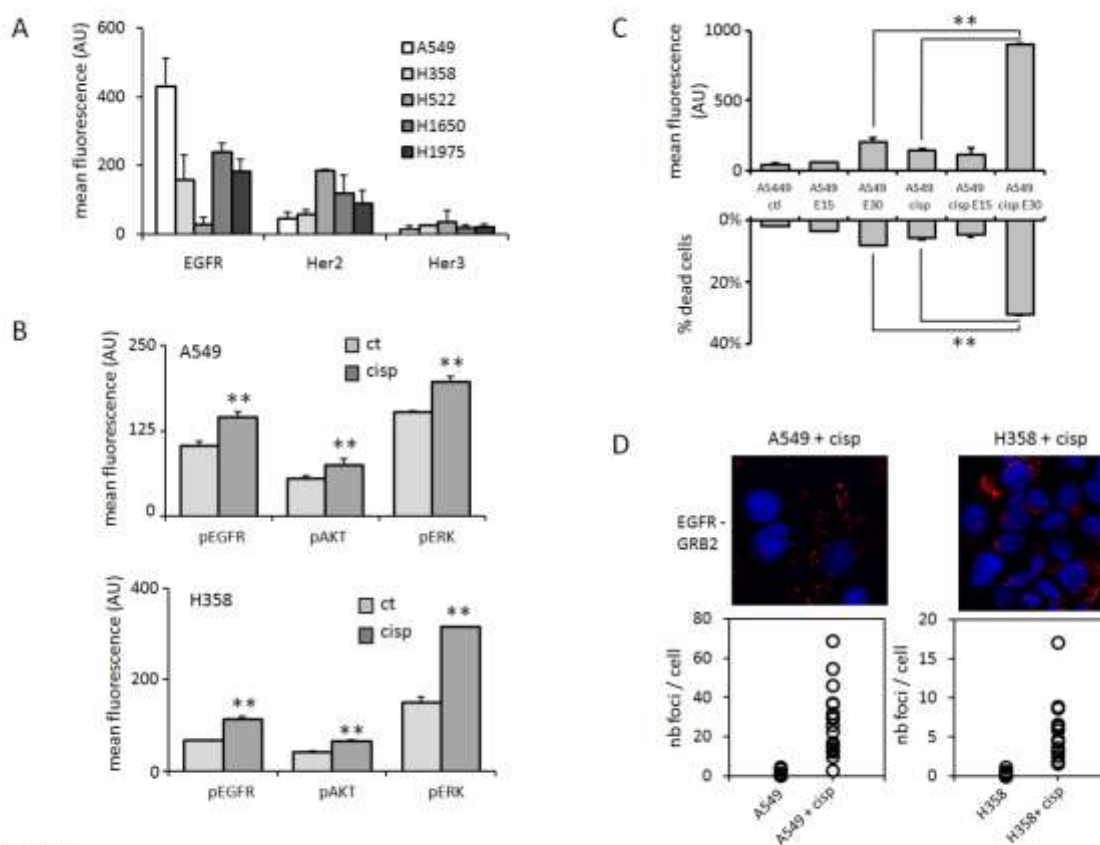 A
mean fluorescence (AU)
600
400
200
0
A549
H358
H522
H1650
H1975
EGFR Her2 Her3
B
A549
mean fluorescence (AU)
250
125
0
ct
cisp
** ** **
pEGFR pAKT pERK
H358
mean fluorescence (AU)
400
200
0
ct
cisp
** ** **
pEGFR pAKT pERK
C
mean fluorescence
(AU)
1000
500
0
**
A5449 A549 A549 A549 A549 A549
ctl E15 E30 cisp cisp E15 cisp E30
% dead cells
0%
20%
40%
**
D
A549 + cisp H358 + cisp
EGFR -
GRB2
nb foci / cell
80
60
40
20
0
A549
A549 + cisp
nb foci / cell
20
15
10
5
0
H358
H358+ cisp